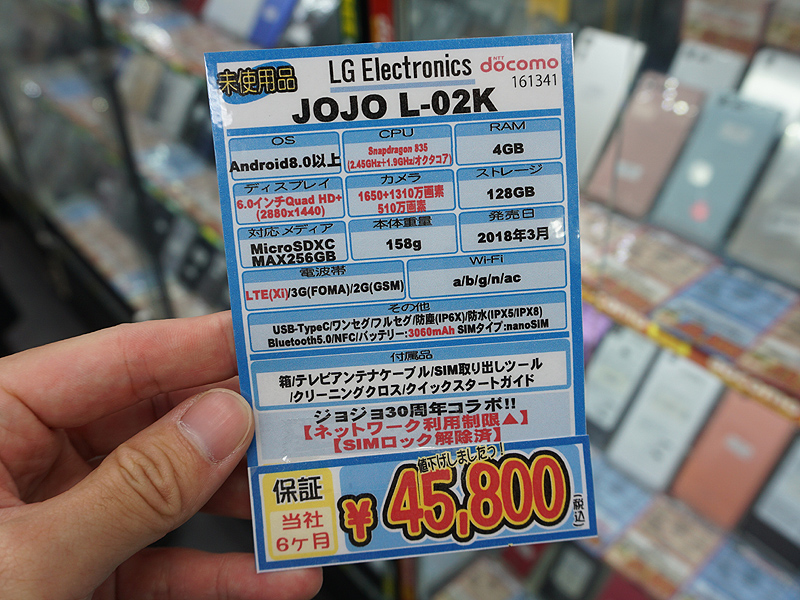 未使用品
LG Electronics
NTT
docomo
161341
JOJO L-02K
OS
Android8.0以上
CPU
Snapdragon 835
(2.45GHz+1.9GHz/オクタコア)
RAM
4GB
ディスプレイ
6.0インチQuad HD+
(2880x1440)
カメラ
1650+1310万画素
510万画素
ストレージ
128GB
対応メディア
MicroSDXC
MAX256GB
本体重量
158g
発売日
2018年3月
電波帯
LTE(Xi)/3G(FOMA)/2G(GSM)
Wi-Fi
a/b/g/n/ac
その他
USB-TypeC/ワンセグ/フルセグ/防塵(IP6X)/防水(IPX5/IPX8)
Bluetooth5.0/NFC/バッテリー:3060mAh SIMタイプ:nanoSIM
付属品
箱/テレビアンテナケーブル/SIM取り出しツール
/クリーニングクロス/クイックスタートガイド
ジョジョ30周年コラボ!!
【ネットワーク利用制限▲】
【SIMロック解除済】
保証
当社
6ヶ月
値下げしましたっ!
¥45,800
(税込)